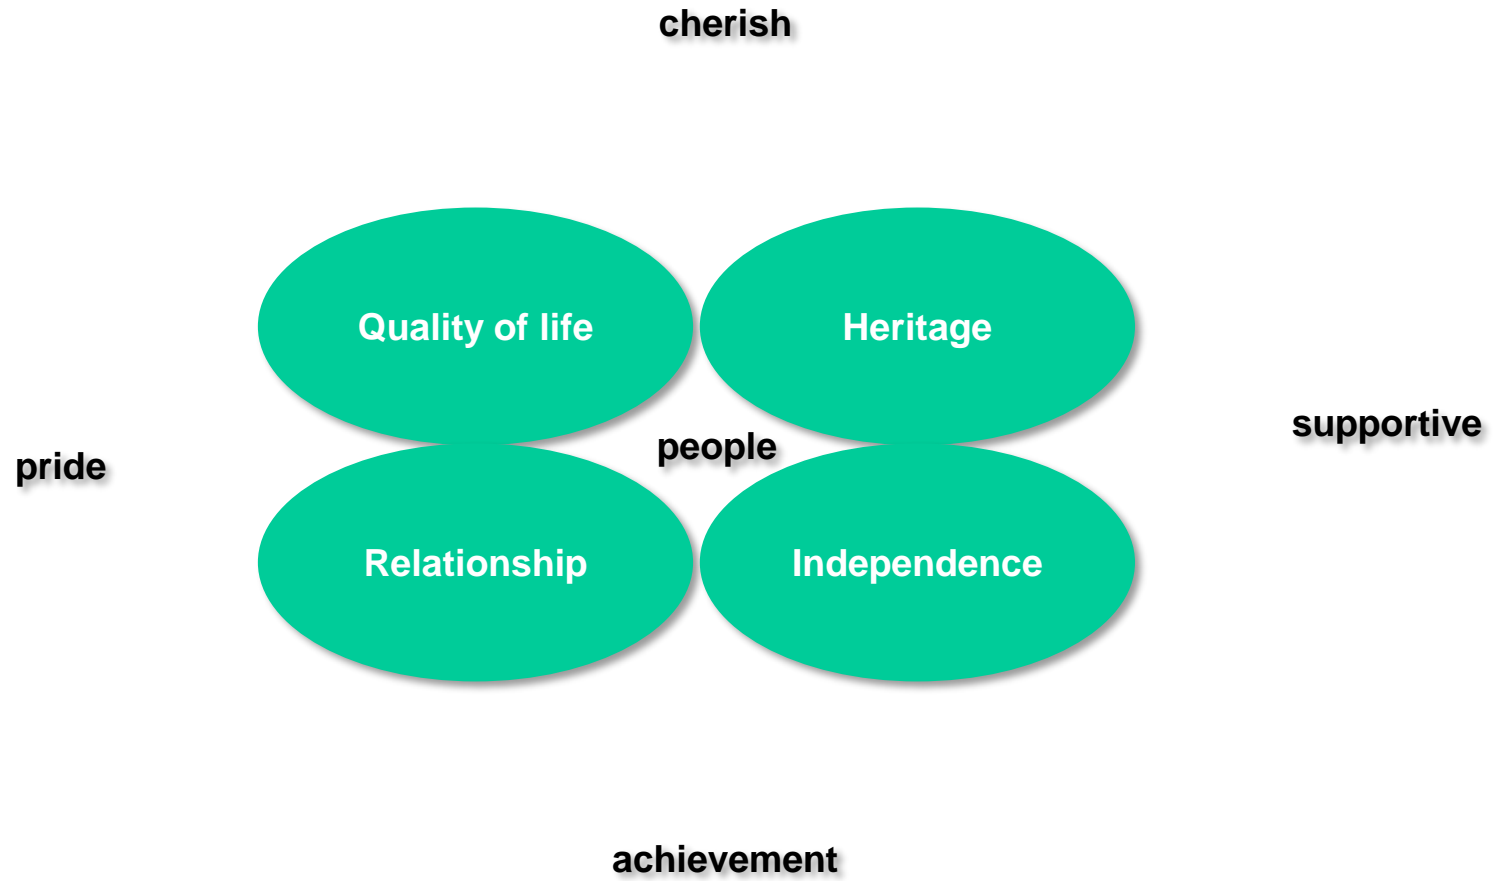 cherish
Quality of life
Heritage
supportive
people
pride
Relationship
Independence
achievement